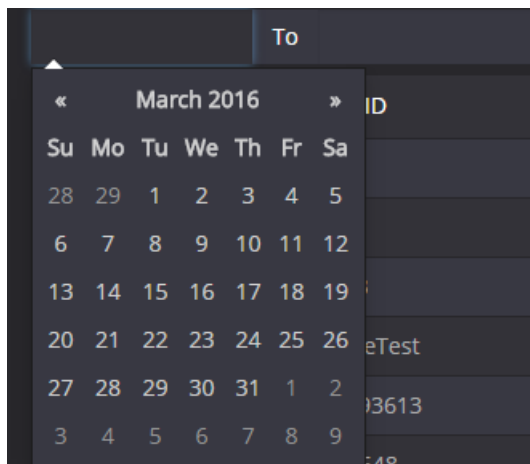 To
« March 2016 » ID
Su Mo Tu We Th Fr Sa
28 29 1 2 3 4 5
6 7 8 9 10 11 12
13 14 15 16 17 18 19
20 21 22 23 24 25 26
eTest
27 28 29 30 31 1 2
93613
3 4 5 6 7 8 9